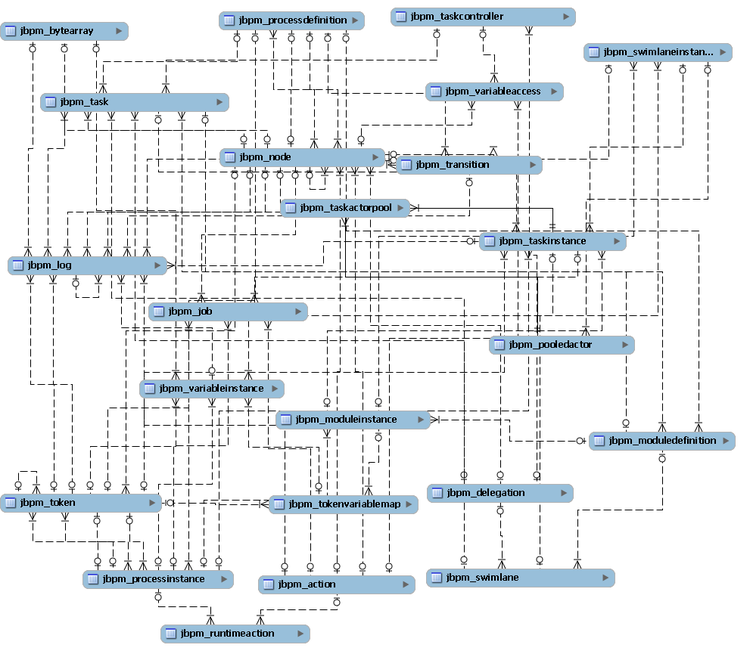 jbpm_processdefinition
jbpm_taskcontroller
jbpm_bytearray
jbpm_swimlaneinstan...
jbpm_task
jbpm_variableaccess
jbpm_node
jbpm_transition
jbpm_taskactorpool
jbpm_taskinstance
jbpm_log
jbpm_job
jbpm_pooledactor
jbpm_variableinstance
jbpm_moduleinstance
jbpm_moduledefinition
jbpm_delegation
jbpm_token
jbpm_tokenvariablemap
jbpm_processinstance
jbpm_action
jbpm_swimlane
jbpm_runtimeaction